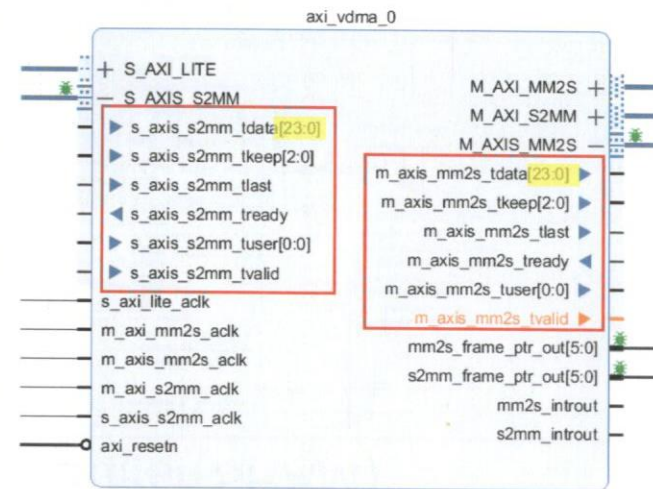 axi_vdma_0
+ S_AXI_LITE
− S_AXIS_S2MM
s_axis_s2mm_tdata[23:0]
s_axis_s2mm_tkeep[2:0]
s_axis_s2mm_tlast
s_axis_s2mm_tready
s_axis_s2mm_tuser[0:0]
s_axis_s2mm_tvalid
s_axi_lite_aclk
m_axi_mm2s_aclk
m_axis_mm2s_aclk
m_axi_s2mm_aclk
s_axis_s2mm_aclk
axi_resetn
M_AXI_MM2S +
M_AXI_S2MM +
M_AXIS_MM2S −
m_axis_mm2s_tdata[23:0]
m_axis_mm2s_tkeep[2:0]
m_axis_mm2s_tlast
m_axis_mm2s_tready
m_axis_mm2s_tuser[0:0]
m_axis_mm2s_tvalid
mm2s_frame_ptr_out[5:0]
s2mm_frame_ptr_out[5:0]
mm2s_introut
s2mm_introut